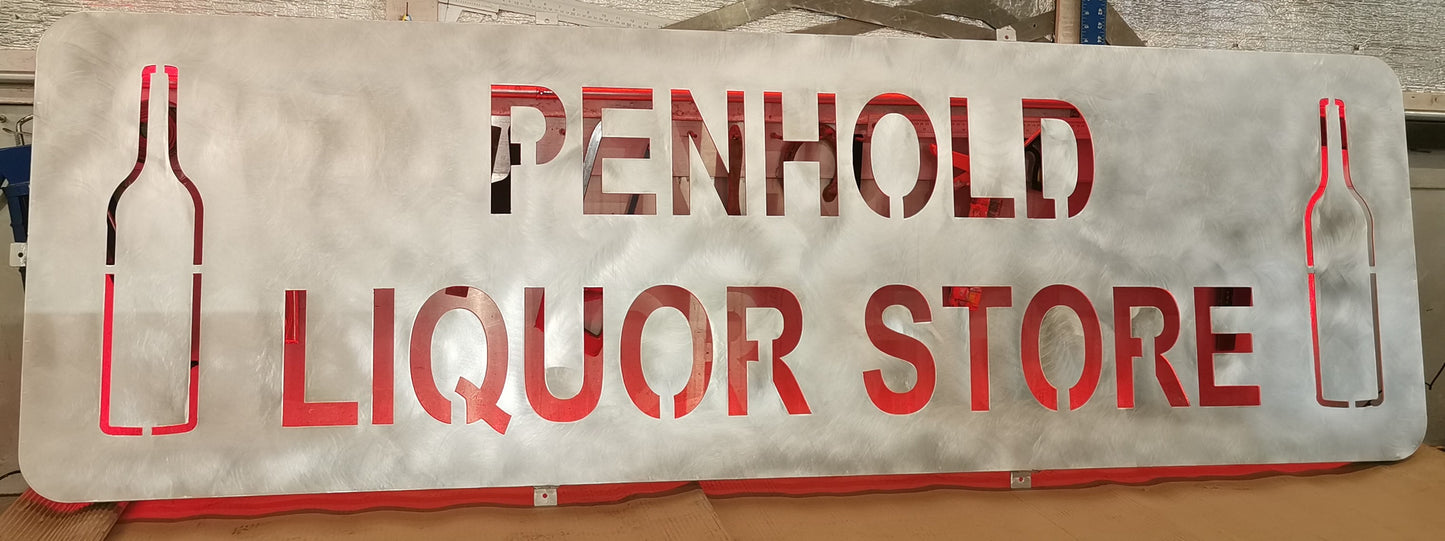 PENHOLD
LIQUOR STORE